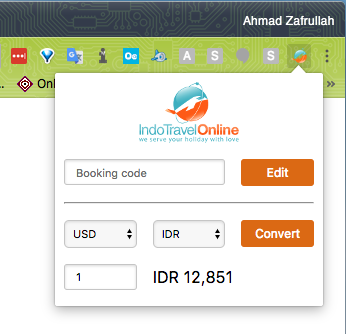 Ahmad Zafrullah
Onl
IndoTravelOnline
we serve your holiday with love
Booking code
Edit
USD
IDR
Convert
1
IDR 12,851